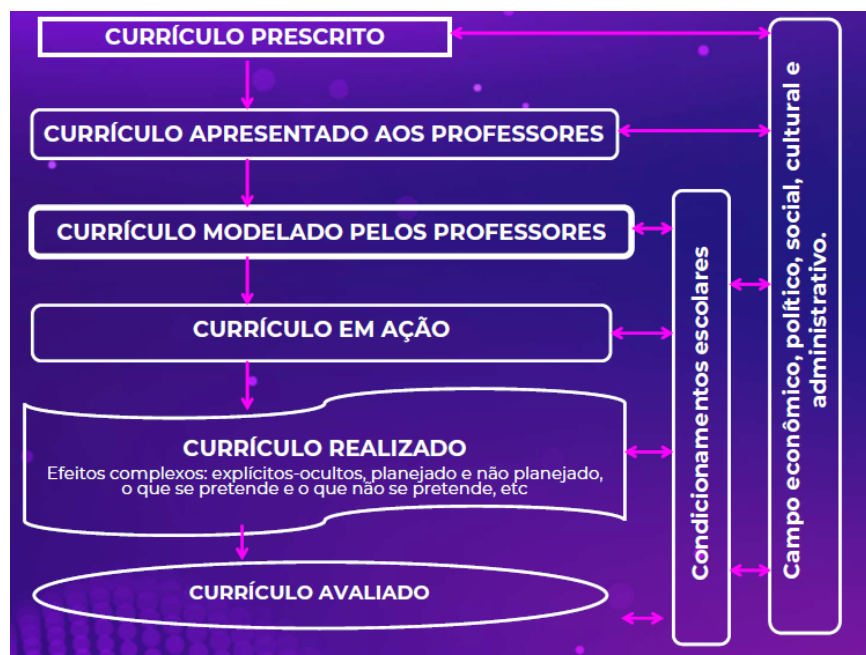 CURRÍCULO PRESCRITO
CURRÍCULO APRESENTADO AOS PROFESSORES
CURRÍCULO MODELADO PELOS PROFESSORES
CURRÍCULO EM AÇÃO
CURRÍCULO REALIZADO
Efeitos complexos: explícitos-ocultos, planejado e não planejado,
o que se pretende e o que não se pretende, etc
CURRÍCULO AVALIADO
Condicionamentos escolares
Campo econômico, político, social, cultural e
administrativo.